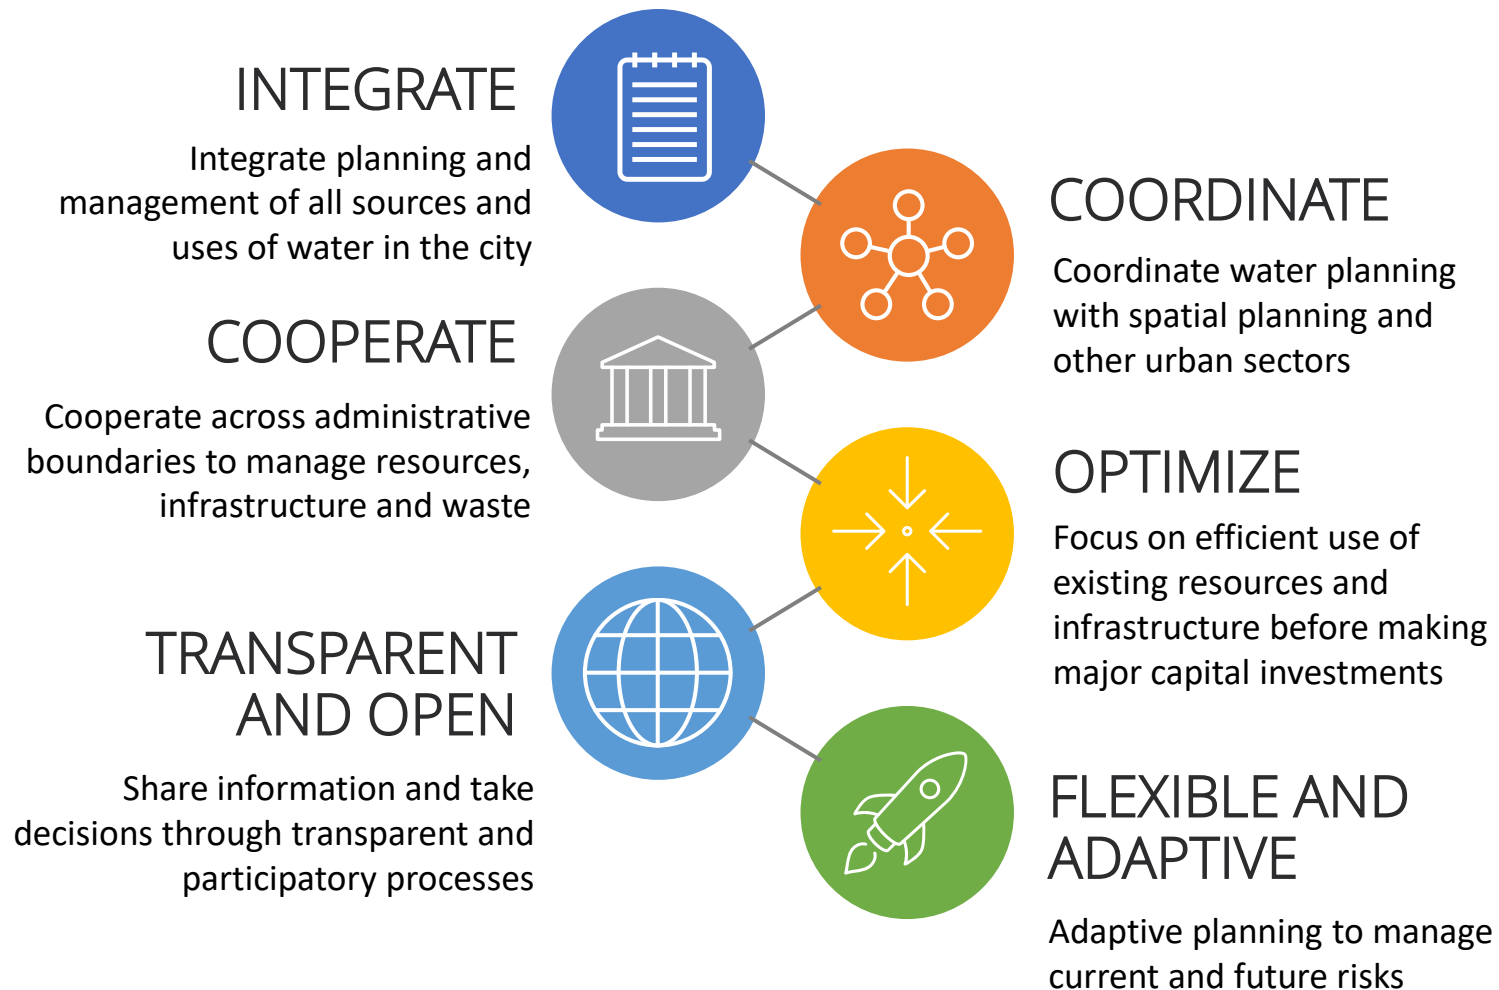 INTEGRATE
Integrate planning and
management of all sources and
uses of water in the city
COORDINATE
Coordinate water planning
with spatial planning and
other urban sectors
COOPERATE
Cooperate across administrative
boundaries to manage resources,
infrastructure and waste
OPTIMIZE
Focus on efficient use of
existing resources and
infrastructure before making
major capital investments
TRANSPARENT
AND OPEN
Share information and take
decisions through transparent and
participatory processes
FLEXIBLE AND
ADAPTIVE
Adaptive planning to manage
current and future risks